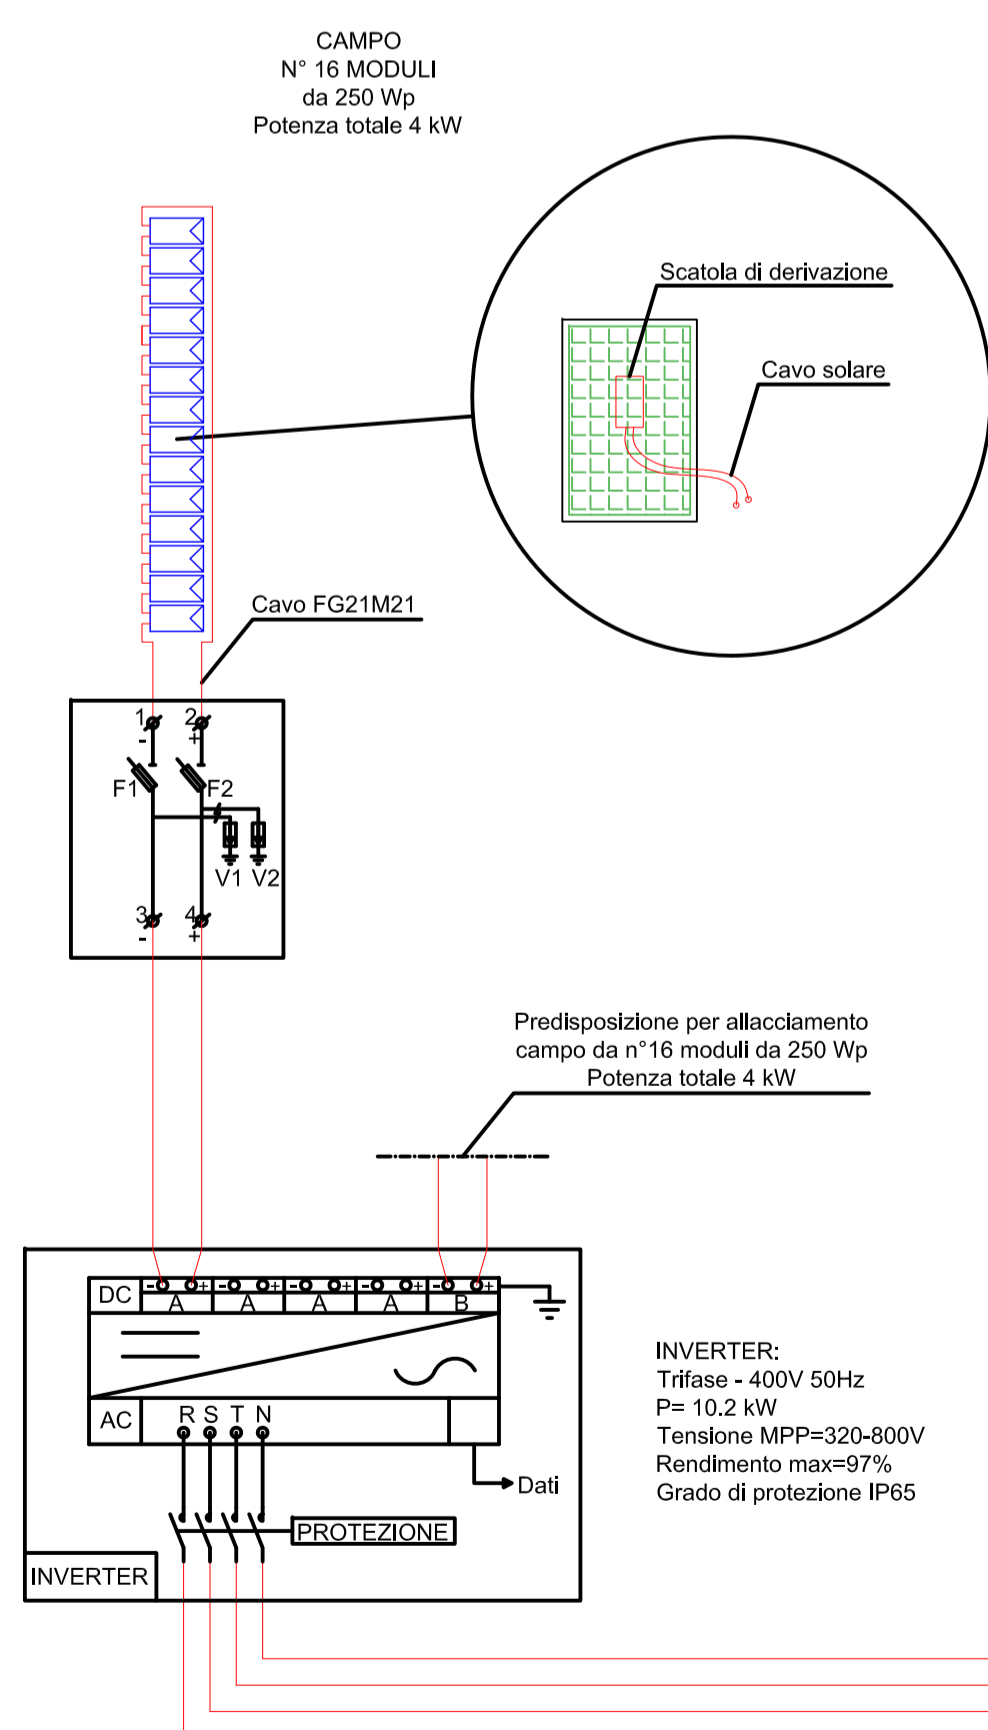 CAMPO
N° 16 MODULI
da 250 Wp
Potenza totale 4 kW
Scatola di derivazione
Cavo solare
Cavo FG21M21
1 2
- +
F1 F2
V1 V2
3 4
- +
Predisposizione per allacciamento
campo da n°16 moduli da 250 Wp
Potenza totale 4 kW
DC - + - + - + - + - +
A A A A B
AC R S T N
Dati
PROTEZIONE
INVERTER
INVERTER:
Trifase - 400V 50Hz
P= 10.2 kW
Tensione MPP=320-800V
Rendimento max=97%
Grado di protezione IP65